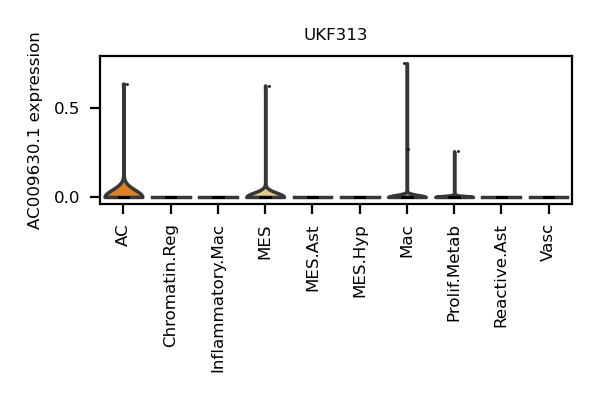 UKF313
AC009630.1 expression
0.5
0.0
AC
Chromatin.Reg
Inflammatory.Mac
MES
MES.Ast
MES.Hyp
Mac
Prolif.Metab
Reactive.Ast
Vasc